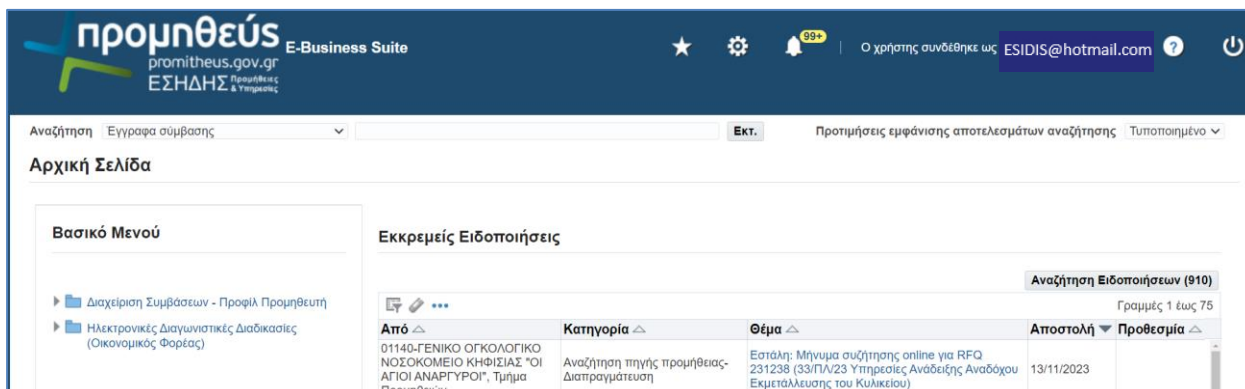 προμηθεύς E-Business Suite
promitheus.gov.gr
ΕΣΗΔΗΣ Προμήθειες & Υπηρεσίες
99+
Ο χρήστης συνδέθηκε ως ESIDIS@hotmail.com ?
Αναζήτηση Έγγραφα σύμβασης Εκτ. Προτιμήσεις εμφάνισης αποτελεσμάτων αναζήτησης Τυποποιημένο
Αρχική Σελίδα
Βασικό Μενού
Διαχείριση Συμβάσεων - Προφίλ Προμηθευτή
Ηλεκτρονικές Διαγωνιστικές Διαδικασίες
(Οικονομικός Φορέας)
Εκκρεμείς Ειδοποιήσεις
Αναζήτηση Ειδοποιήσεων (910)
Γραμμές 1 έως 75
Από Κατηγορία Θέμα Αποστολή Προθεσμία
01140-ΓΕΝΙΚΟ ΟΓΚΟΛΟΓΙΚΟ
ΝΟΣΟΚΟΜΕΙΟ ΚΗΦΙΣΙΑΣ "ΟΙ
ΑΓΙΟΙ ΑΝΑΡΓΥΡΟΙ", Τμήμα
Προμηθειών
Αναζήτηση πηγής προμήθειας-
Διαπραγμάτευση
Εστάλη: Μήνυμα συζήτησης online για RFQ
231238 (33/ΠΛ/23 Υπηρεσίες Ανάδειξης Αναδόχου
Εκμετάλλευσης του Κυλικείου)
13/11/2023